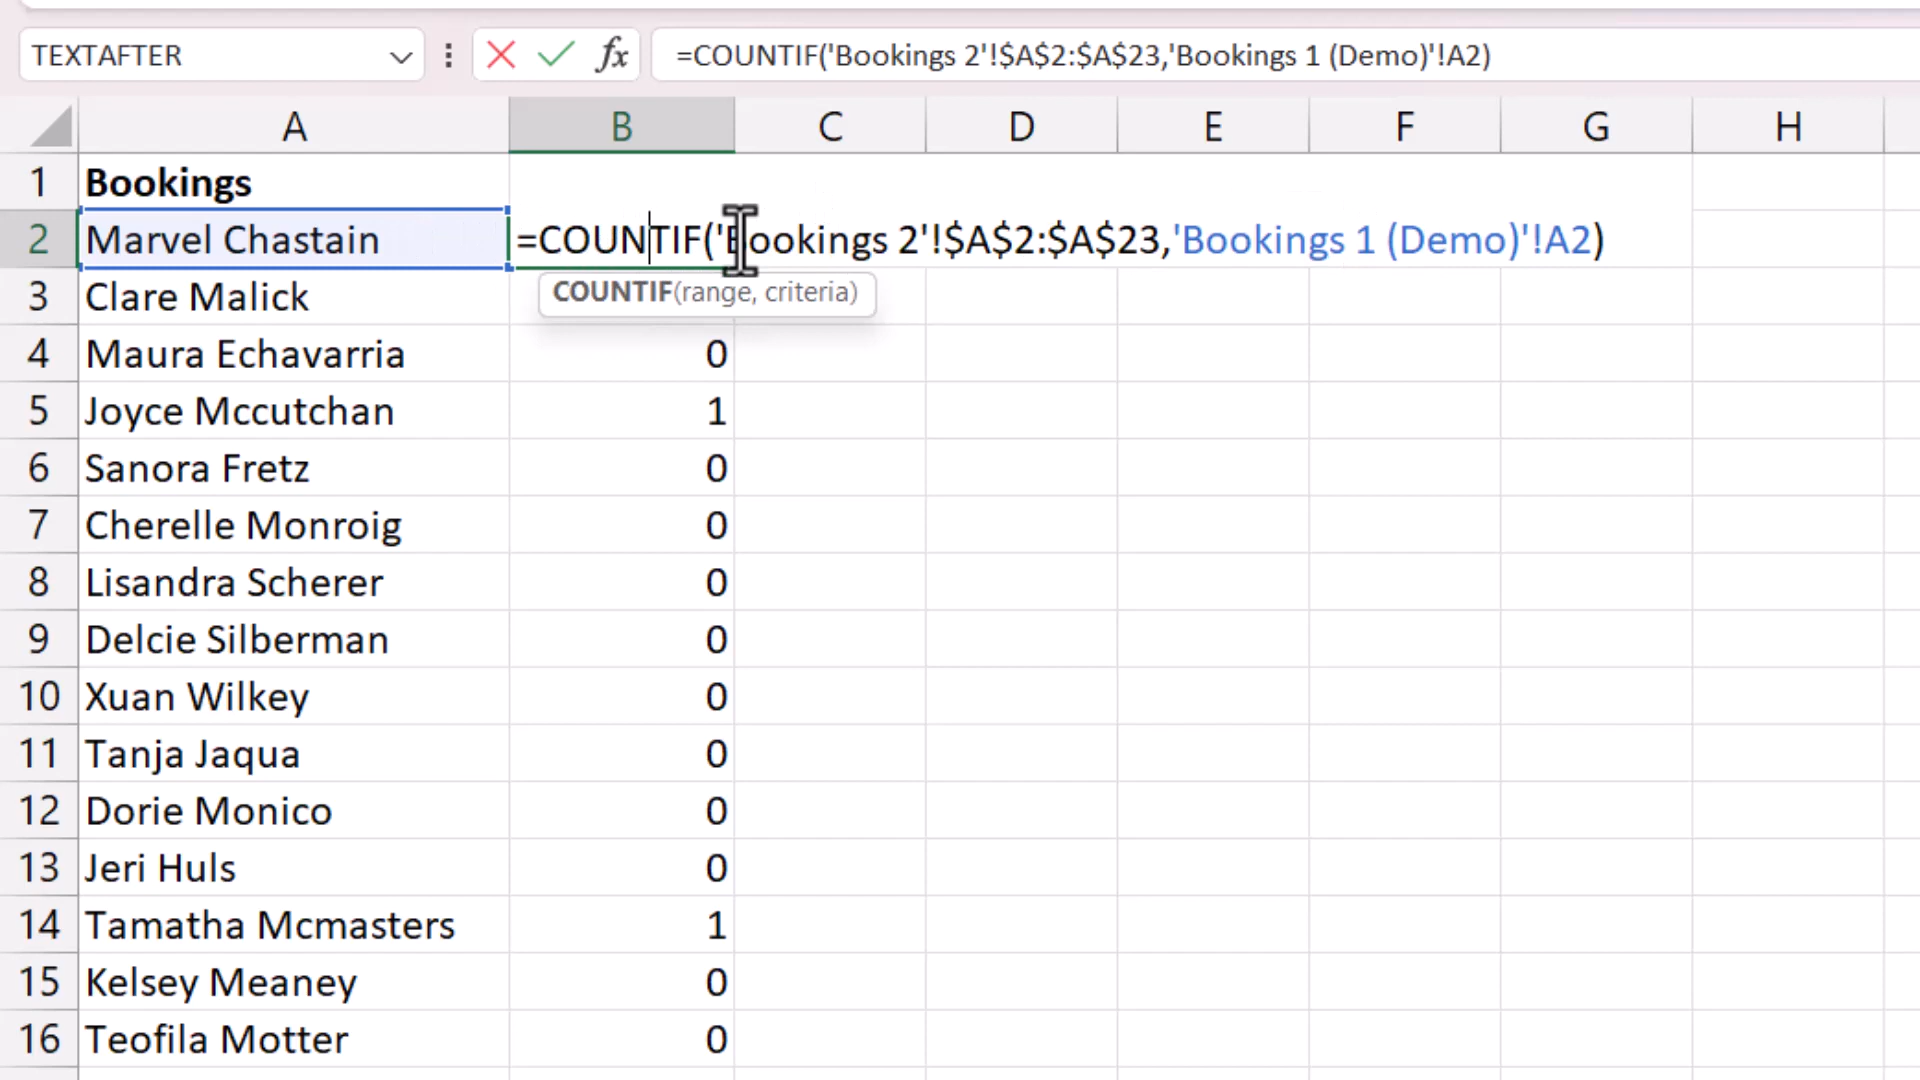 TEXTAFTER fx =COUNTIF('Bookings 2'!$A$2:$A$23,'Bookings 1 (Demo)'!A2)
A B C D E F G H
1 Bookings
2 Marvel Chastain =COUNTIF('Bookings 2'!$A$2:$A$23,'Bookings 1 (Demo)'!A2)
COUNTIF(range, criteria)
3 Clare Malick
4 Maura Echavarria 0
5 Joyce Mccutchan 1
6 Sanora Fretz 0
7 Cherelle Monroig 0
8 Lisandra Scherer 0
9 Delcie Silberman 0
10 Xuan Wilkey 0
11 Tanja Jaqua 0
12 Dorie Monico 0
13 Jeri Huls 0
14 Tamatha Mcmasters 1
15 Kelsey Meaney 0
16 Teofila Motter 0